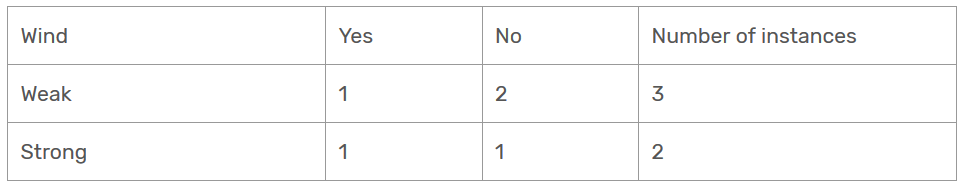 Wind Yes No Number of instances
Weak 1 2 3
Strong 1 1 2